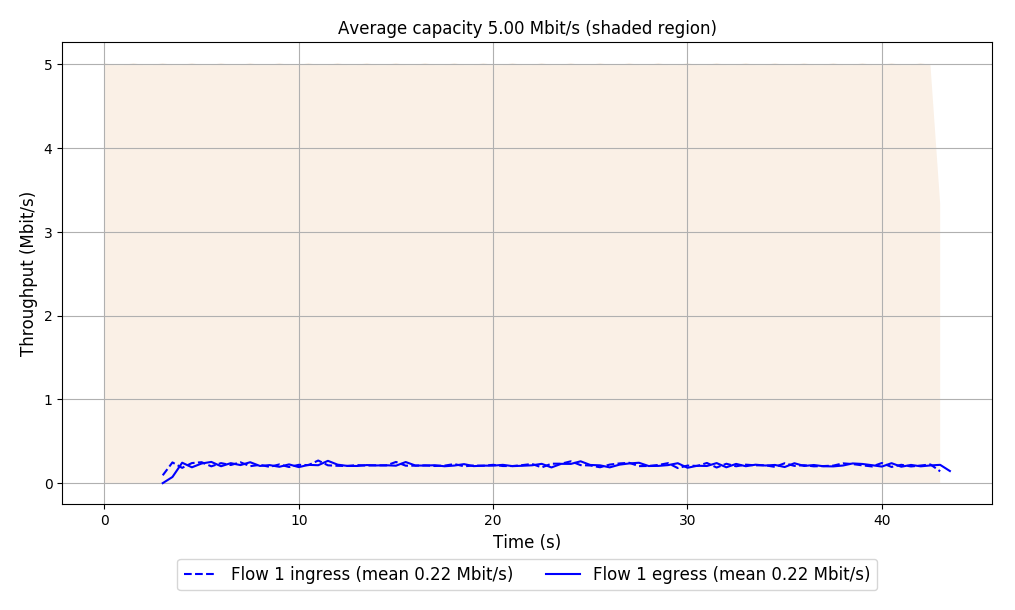 Average capacity 5.00 Mbit/s (shaded region)
Throughput (Mbit/s)
5
4
3
2
1
0
0 10 20 30 40
Time (s)
Flow 1 ingress (mean 0.22 Mbit/s) Flow 1 egress (mean 0.22 Mbit/s)